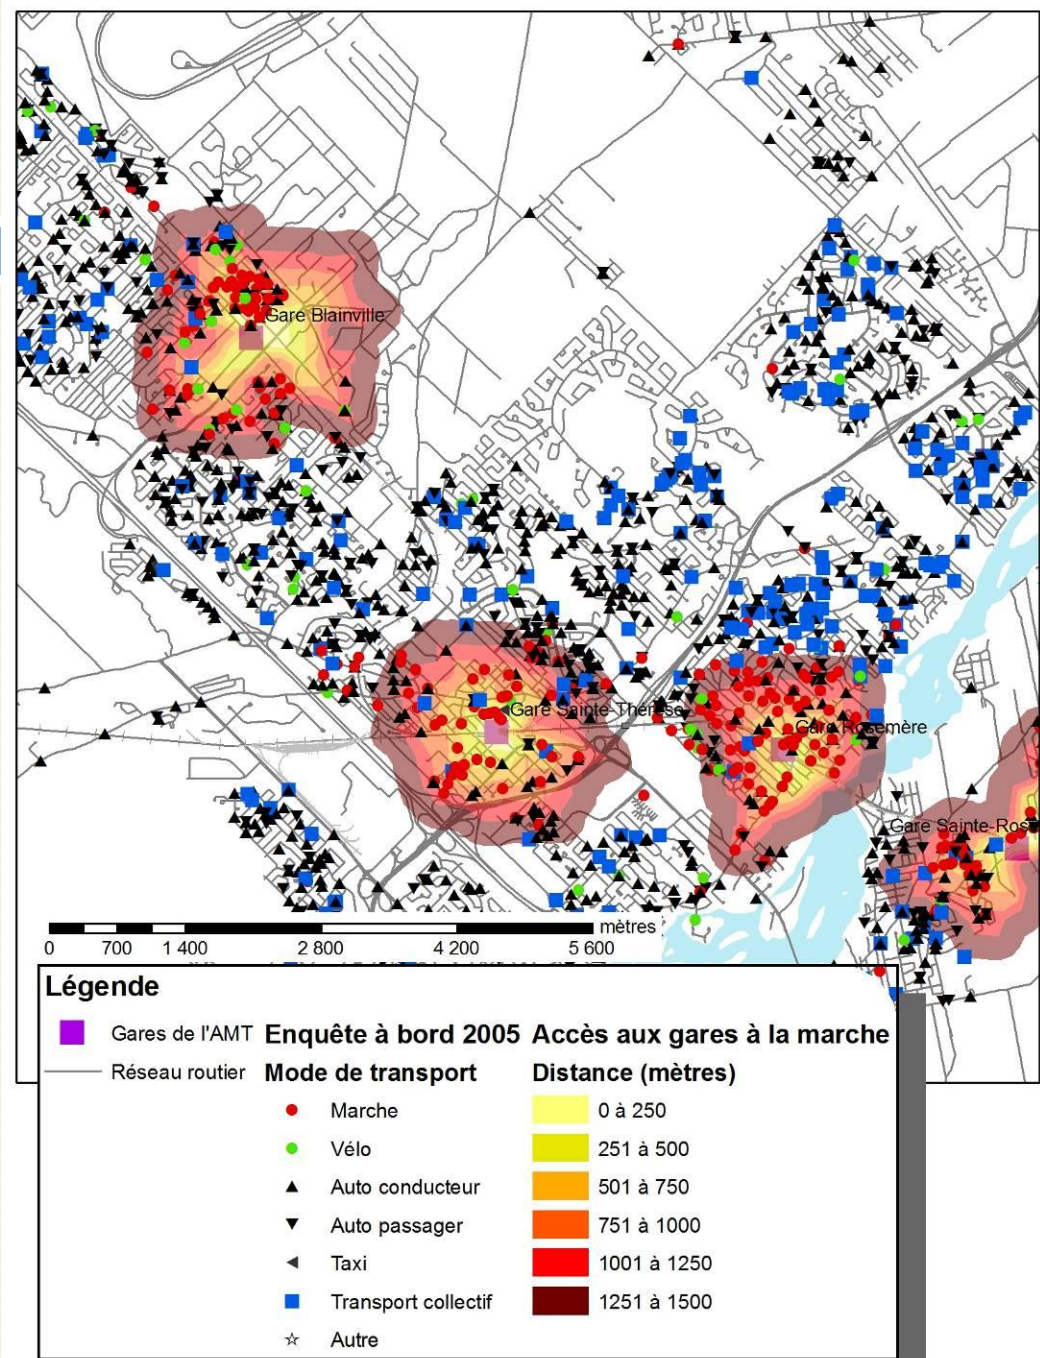 Gare Blainville
Gare Sainte-Thérèse
Gare Rosemère
Gare Sainte-Ros
mètres
0 700 1 400 2 800 4 200 5 600
Légende
Gares de l'AMT
Réseau routier
Enquête à bord 2005
Mode de transport
Marche
Vélo
Auto conducteur
Auto passager
Taxi
Transport collectif
Autre
Accès aux gares à la marche
Distance (mètres)
0 à 250
251 à 500
501 à 750
751 à 1000
1001 à 1250
1251 à 1500